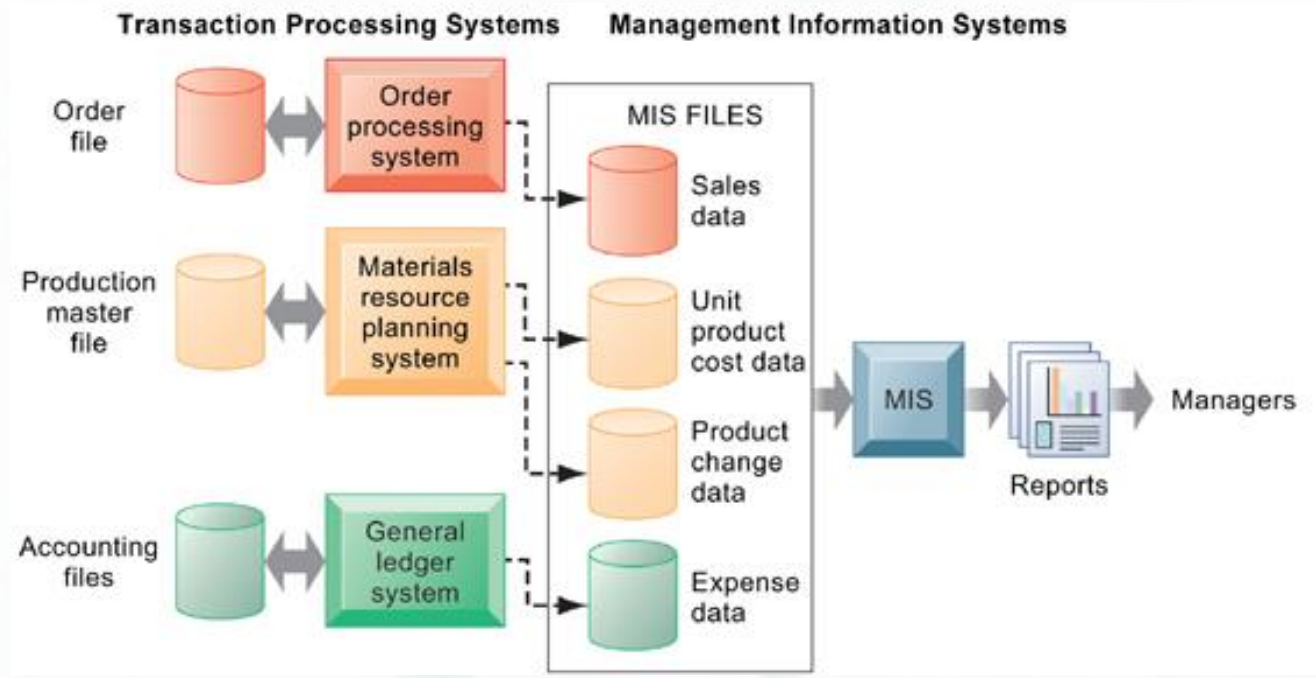 Transaction Processing Systems
Management Information Systems
Order
file
Order
processing
system
MIS FILES
Sales
data
Production
master
file
Materials
resource
planning
system
Unit
product
cost data
Product
change
data
MIS
Reports
Managers
Accounting
files
General
ledger
system
Expense
data